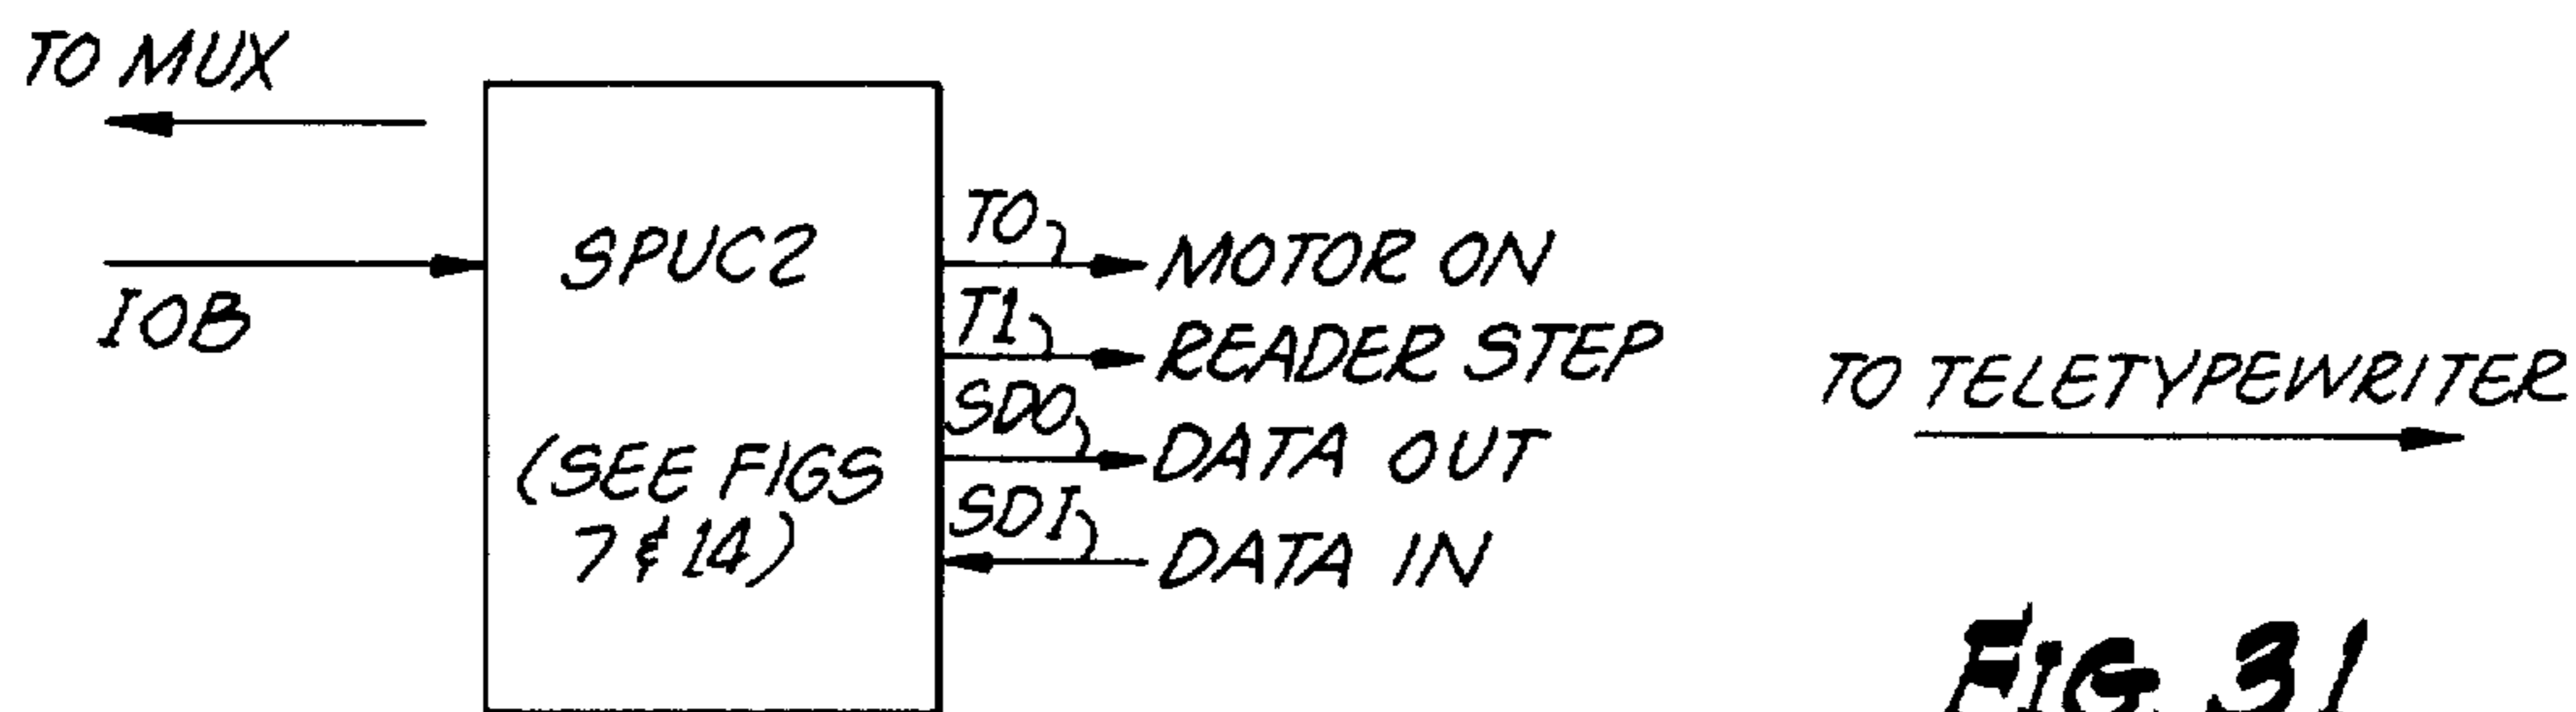 TO MUX
IOB
SPUC2
(SEE FIGS
7 & 14)
T0
MOTOR ON
T1
READER STEP
SDO
DATA OUT
SDI
DATA IN
TO TELETYPEWRITER
FIG. 31